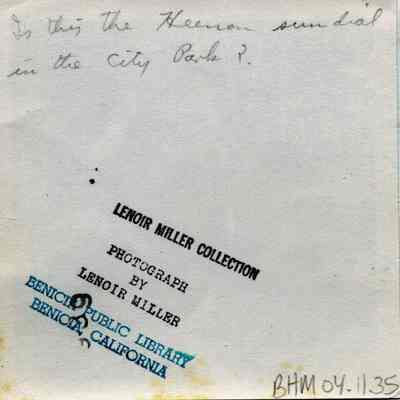 Is this the Heenan sundial
in the City Park ?.
LENOIR MILLER COLLECTION
PHOTOGRAPH
BY
LENOIR MILLER
BENICIA PUBLIC LIBRARY
BENICIA, CALIFORNIA
BHM 04.11.35